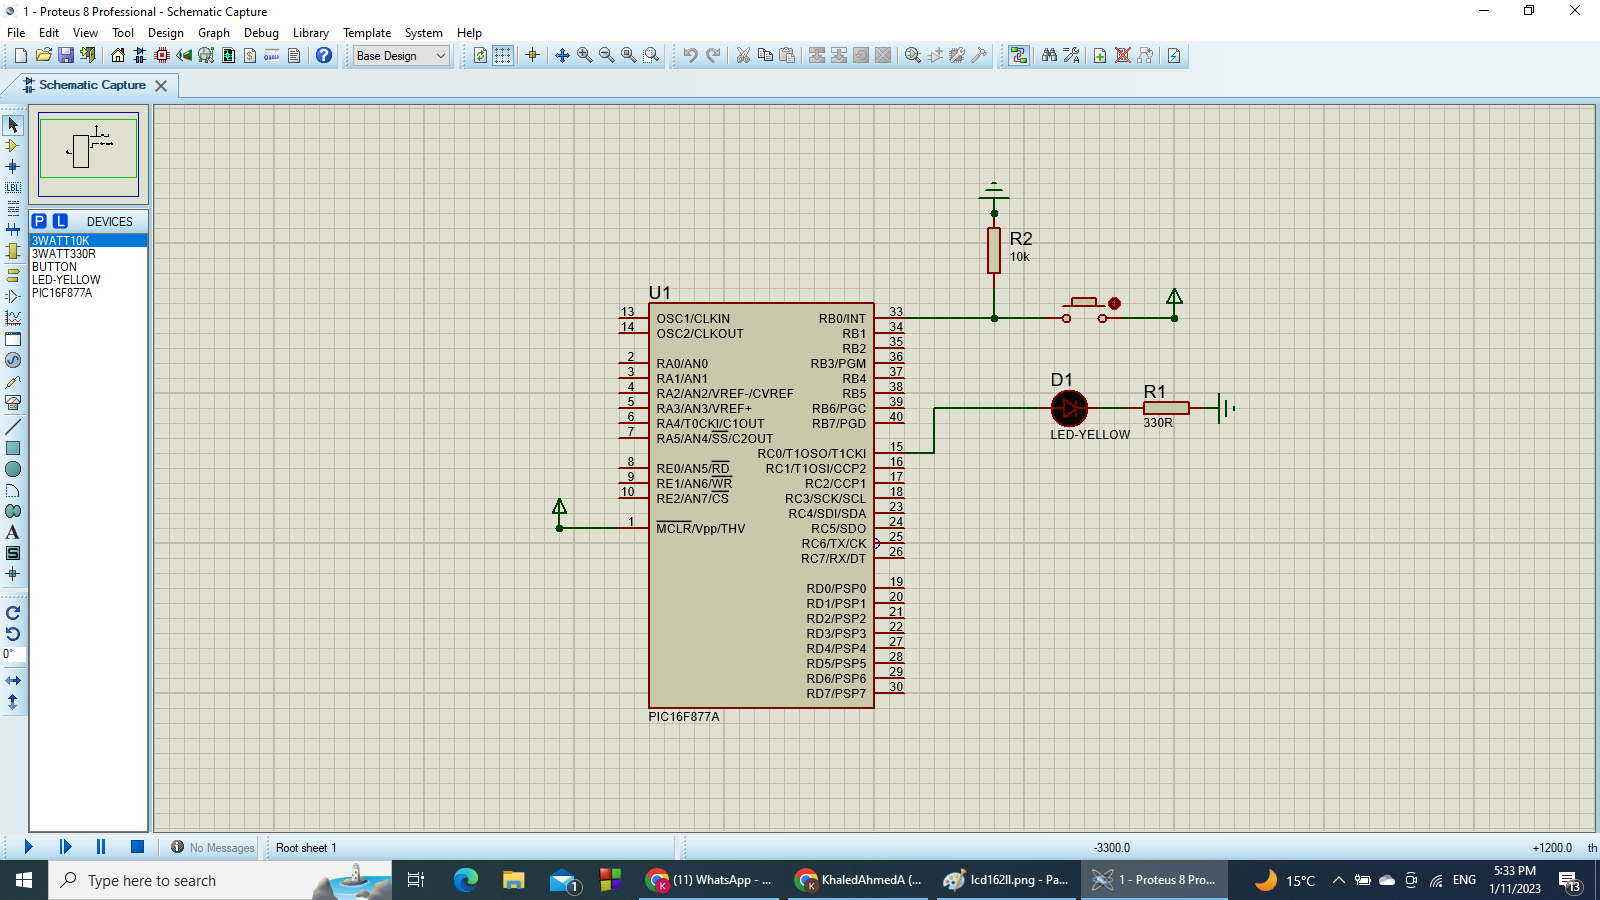 1 - Proteus 8 Professional - Schematic Capture
File Edit View Tool Design Graph Debug Library Template System Help
Base Design
Schematic Capture
P L DEVICES
3WATT10K
3WATT330R
BUTTON
LED-YELLOW
PIC16F877A
LBL
A
S
0°
R2
10k
U1
13 OSC1/CLKIN
14 OSC2/CLKOUT
2 RA0/AN0
3 RA1/AN1
4 RA2/AN2/VREF-/CVREF
5 RA3/AN3/VREF+
6 RA4/T0CKI/C1OUT
7 RA5/AN4/SS/C2OUT
8 RE0/AN5/RD
9 RE1/AN6/WR
10 RE2/AN7/CS
1 MCLR/Vpp/THV
RB0/INT 33
RB1 34
RB2 35
RB3/PGM 36
RB4 37
RB5 38
RB6/PGC 39
RB7/PGD 40
RC0/T1OSO/T1CKI 15
RC1/T1OSI/CCP2 16
RC2/CCP1 17
RC3/SCK/SCL 18
RC4/SDI/SDA 23
RC5/SDO 24
RC6/TX/CK 25
RC7/RX/DT 26
RD0/PSP0 19
RD1/PSP1 20
RD2/PSP2 21
RD3/PSP3 22
RD4/PSP4 27
RD5/PSP5 28
RD6/PSP6 29
RD7/PSP7 30
PIC16F877A
D1
LED-YELLOW
R1
330R
No Messages
Root sheet 1
-3300.0
+1200.0 th
Type here to search
1
(11) WhatsApp - ...
KhaledAhmedA (...
lcd162II.png - Pa...
1 - Proteus 8 Pro...
15°C
ENG
5:33 PM
1/11/2023
13